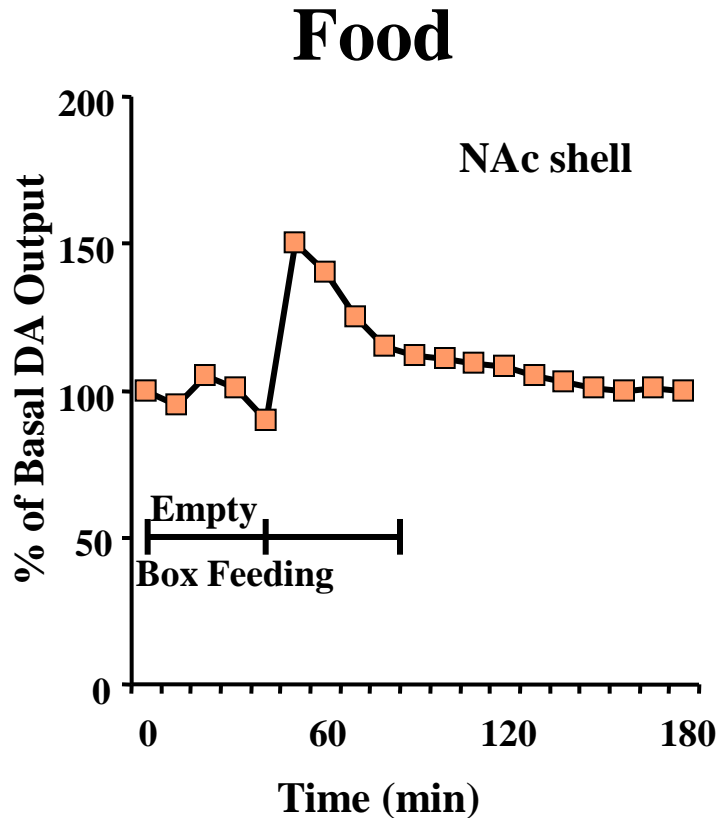 Food
200
NAc shell
150
100
Empty
50
Box Feeding
0
0 60 120 180
Time (min)
% of Basal DA Output